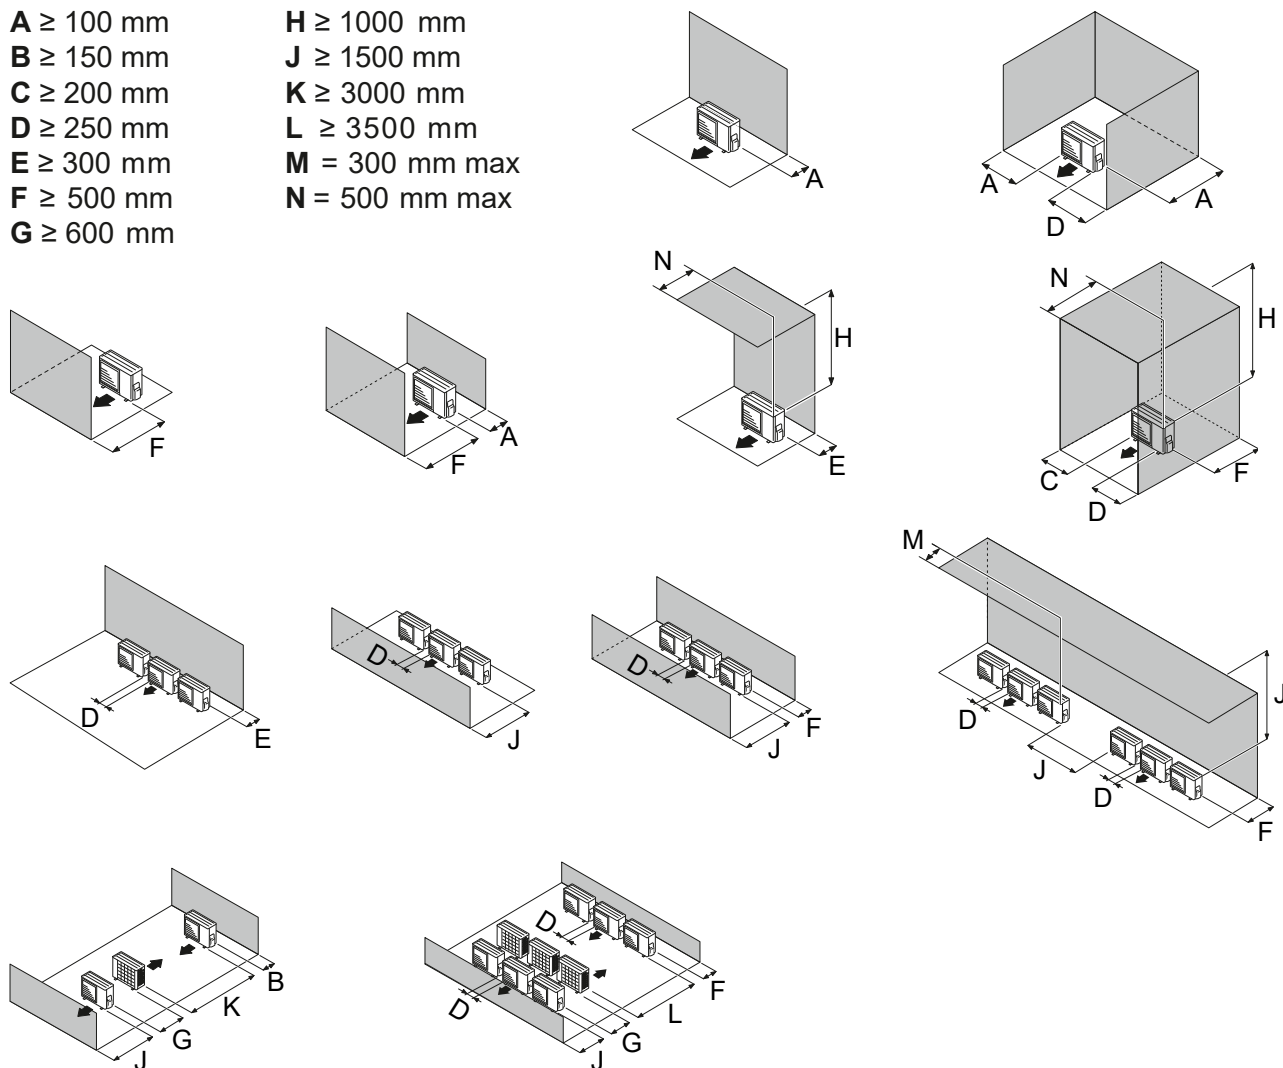 A ≥ 100 mm
B ≥ 150 mm
C ≥ 200 mm
D ≥ 250 mm
E ≥ 300 mm
F ≥ 500 mm
G ≥ 600 mm
H ≥ 1000 mm
J ≥ 1500 mm
K ≥ 3000 mm
L ≥ 3500 mm
M = 300 mm max
N = 500 mm max
A
A
D
A
F
F
A
N
H
E
N
H
C
D
F
D
E
D
J
D
J
F
M
D
J
D
J
F
J
G
K
B
D
D
J
G
L
F